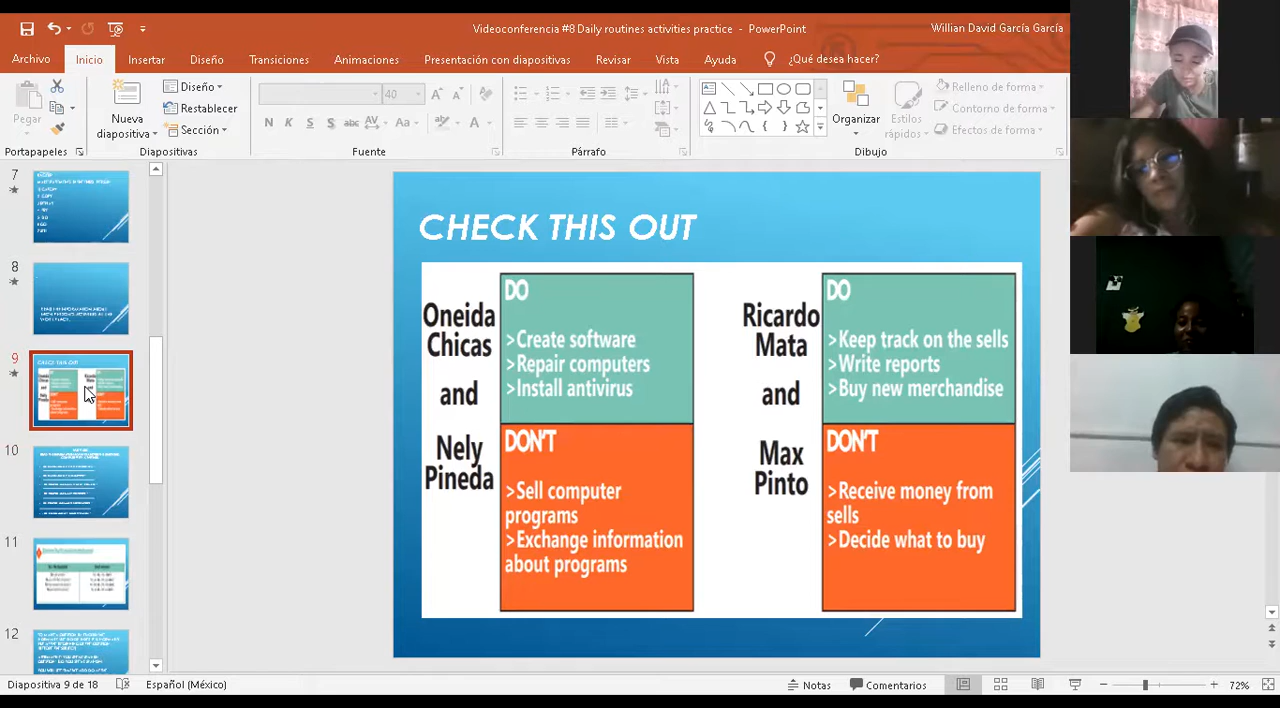 Videoconferencia #8 Daily routines activities practice - PowerPoint
Willian David García García
Archivo Inicio Insertar Diseño Transiciones Animaciones Presentación con diapositivas Revisar Vista Ayuda ¿Qué desea hacer?
Pegar
Nueva diapositiva
Diseño
Restablecer
Sección
40
N K S S abc AV Aa A
Organizar
Estilos rápidos
Relleno de forma
Contorno de forma
Efectos de forma
Portapapeles Diapositivas Fuente Párrafo Dibujo
7
8
9
10
11
12
CHECK THIS OUT
Oneida
Chicas
and
Nely
Pineda
DO
>Create software
>Repair computers
>Install antivirus
DON'T
>Sell computer
programs
>Exchange information
about programs
Ricardo
Mata
and
Max
Pinto
DO
>Keep track on the sells
>Write reports
>Buy new merchandise
DON'T
>Receive money from
sells
>Decide what to buy
Diapositiva 9 de 18 Español (México) Notas Comentarios 72%